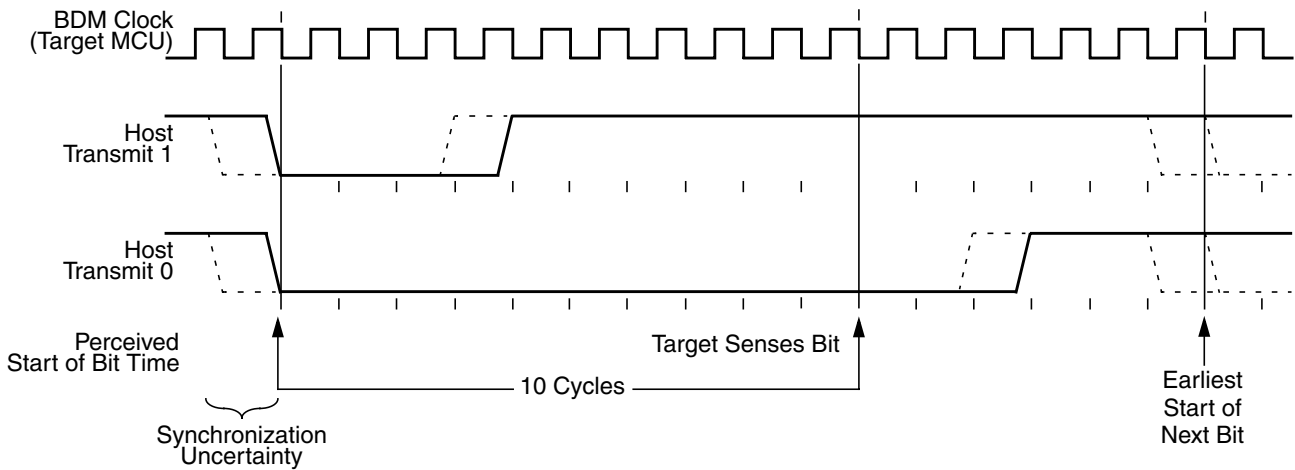 BDM Clock
(Target MCU)
Host
Transmit 1
Host
Transmit 0
Perceived
Start of Bit Time
Target Senses Bit
10 Cycles
Earliest
Start of
Next Bit
Synchronization
Uncertainty